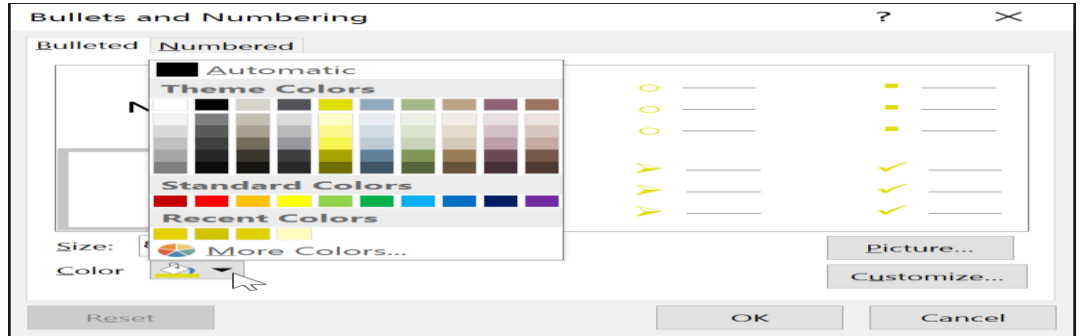 Bullets and Numbering ?
Bulleted Numbered
Automatic
Theme Colors
Standard Colors
Recent Colors
More Colors...
Size:
Color
Picture...
Customize...
Reset OK Cancel